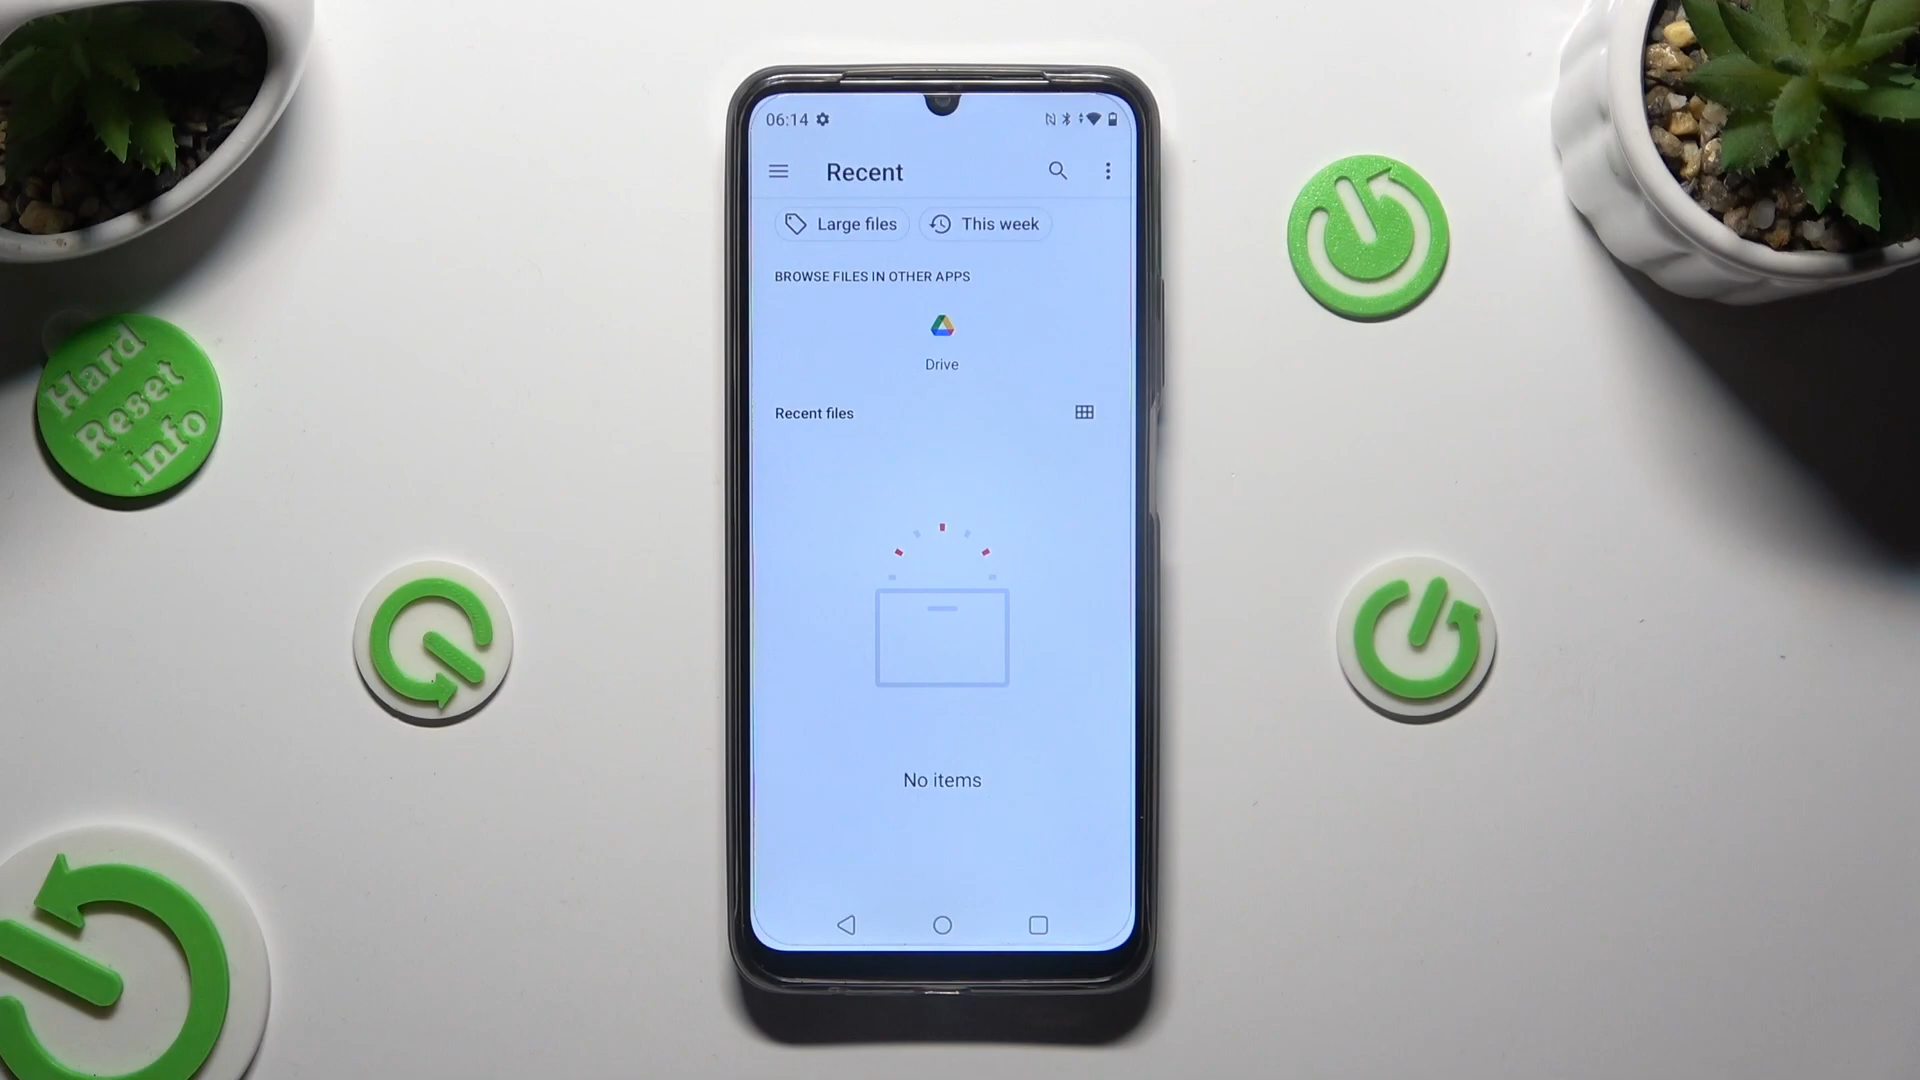 06:14
Recent
Large files
This week
BROWSE FILES IN OTHER APPS
Drive
Recent files
No items
Hard
Reset
.info